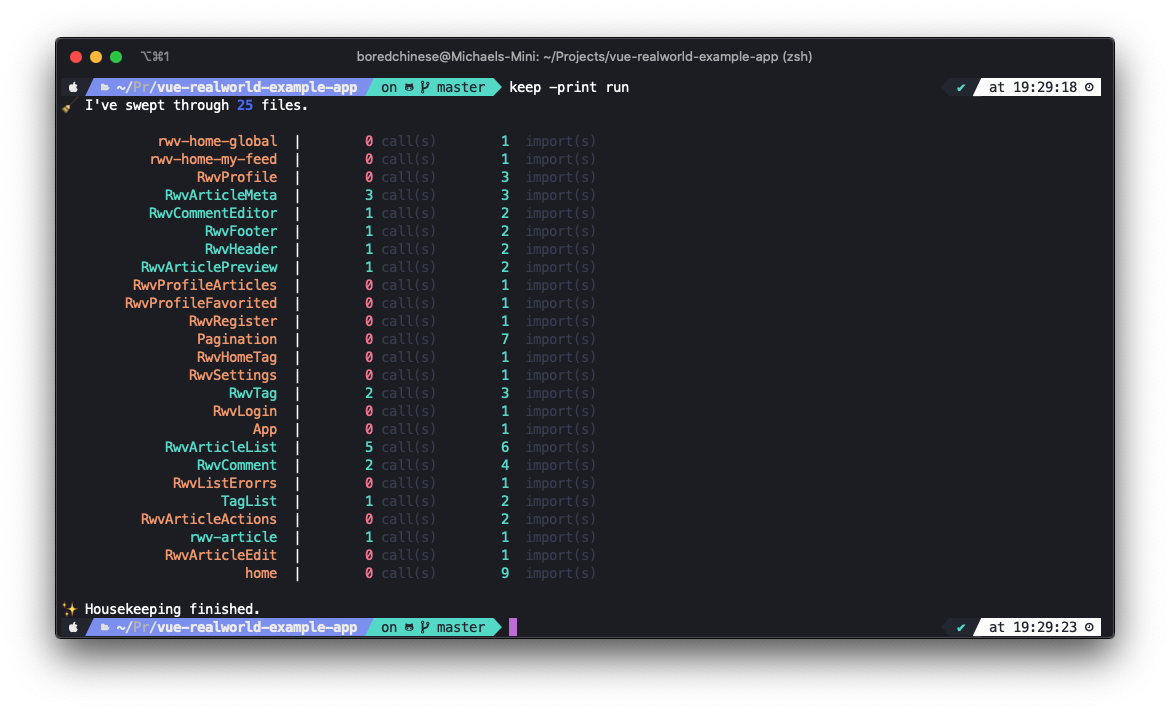 ⌥⌘1 boredchinese@Michaels-Mini: ~/Projects/vue-realworld-example-app (zsh)
~/Pr/vue-realworld-example-app on master keep -print run ✔ at 19:29:18
I've swept through 25 files.
rwv-home-global | 0 call(s) 1 import(s)
rwv-home-my-feed | 0 call(s) 1 import(s)
RwvProfile | 0 call(s) 3 import(s)
RwvArticleMeta | 3 call(s) 3 import(s)
RwvCommentEditor | 1 call(s) 2 import(s)
RwvFooter | 1 call(s) 2 import(s)
RwvHeader | 1 call(s) 2 import(s)
RwvArticlePreview | 1 call(s) 2 import(s)
RwvProfileArticles | 0 call(s) 1 import(s)
RwvProfileFavorited | 0 call(s) 1 import(s)
RwvRegister | 0 call(s) 1 import(s)
Pagination | 0 call(s) 7 import(s)
RwvHomeTag | 0 call(s) 1 import(s)
RwvSettings | 0 call(s) 1 import(s)
RwvTag | 2 call(s) 3 import(s)
RwvLogin | 0 call(s) 1 import(s)
App | 0 call(s) 1 import(s)
RwvArticleList | 5 call(s) 6 import(s)
RwvComment | 2 call(s) 4 import(s)
RwvListErorrs | 0 call(s) 1 import(s)
TagList | 1 call(s) 2 import(s)
RwvArticleActions | 0 call(s) 2 import(s)
rwv-article | 1 call(s) 1 import(s)
RwvArticleEdit | 0 call(s) 1 import(s)
home | 0 call(s) 9 import(s)
✨ Housekeeping finished.
~/Pr/vue-realworld-example-app on master ✔ at 19:29:23